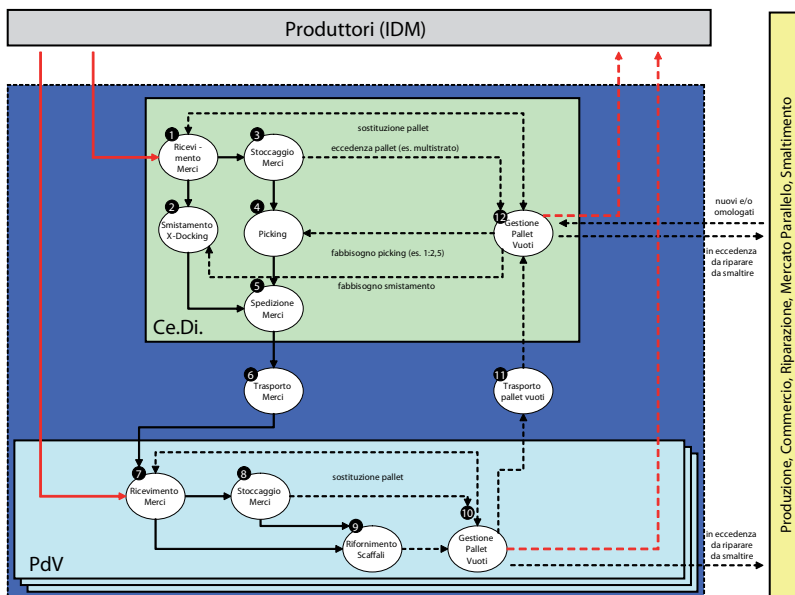 Produttori (IDM)
1
Ricevi -
mento
Merci
3
Stoccaggio
Merci
sostituzione pallet
eccedenza pallet (es. multistrato)
2
Smistamento
X-Docking
4
Picking
12
Gestione
Pallet
Vuoti
fabbisogno picking (es. 1:2,5)
fabbisogno smistamento
5
Spedizione
Merci
Ce.Di.
nuovi e/o
omologati
in eccedenza
da riparare
da smaltire
6
Trasporto
Merci
11
Trasporto
pallet vuoti
7
Ricevimento
Merci
8
Stoccaggio
Merci
sostituzione pallet
9
Rifornimento
Scaffali
10
Gestione
Pallet
Vuoti
PdV
in eccedenza
da riparare
da smaltire
Produzione, Commercio, Riparazione, Mercato Parallelo, Smaltimento